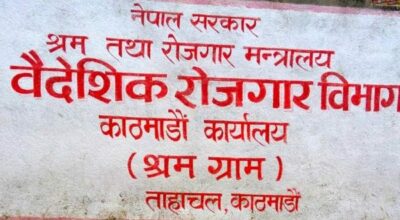 नेपाल सरकार
श्रम तथा रोजगार मन्त्रालय
वैदेशिक रोजगार विभाग
काठमाडौं कार्यालय
( श्रम ग्राम )
ताहाचल, काठमाडौं